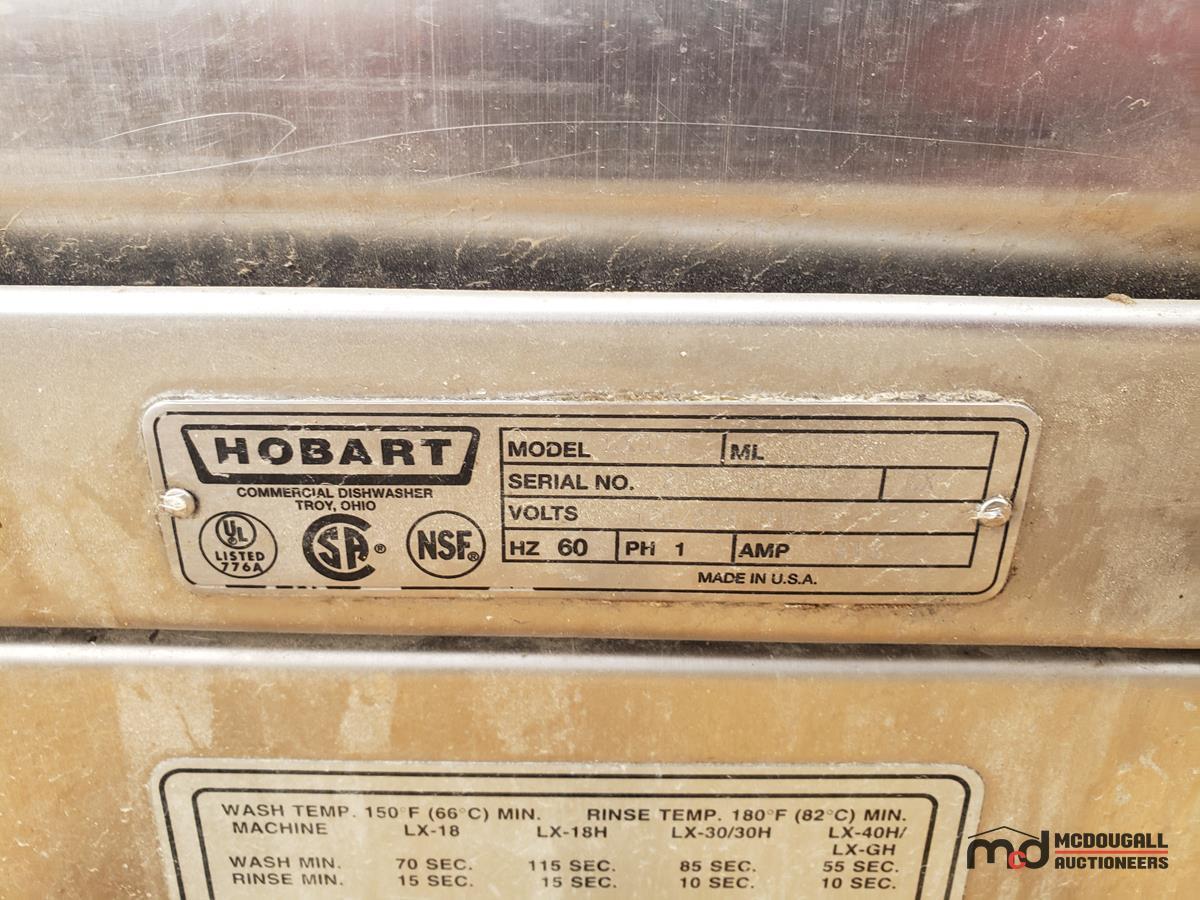 HOBART
COMMERCIAL DISHWASHER
TROY, OHIO
UL
LISTED
776A
SA ®
NSF®
MODEL ML
SERIAL NO.
VOLTS
HZ 60 PH 1 AMP
MADE IN U.S.A.
WASH TEMP. 150°F (66°C) MIN. RINSE TEMP. 180°F (82°C) MIN.
MACHINE LX-18 LX-18H LX-30/30H LX-40H/
LX-GH
WASH MIN. 70 SEC. 115 SEC. 85 SEC. 55 SEC.
RINSE MIN. 15 SEC. 15 SEC. 10 SEC. 10 SEC.
mcd MCDOUGALL
AUCTIONEERS